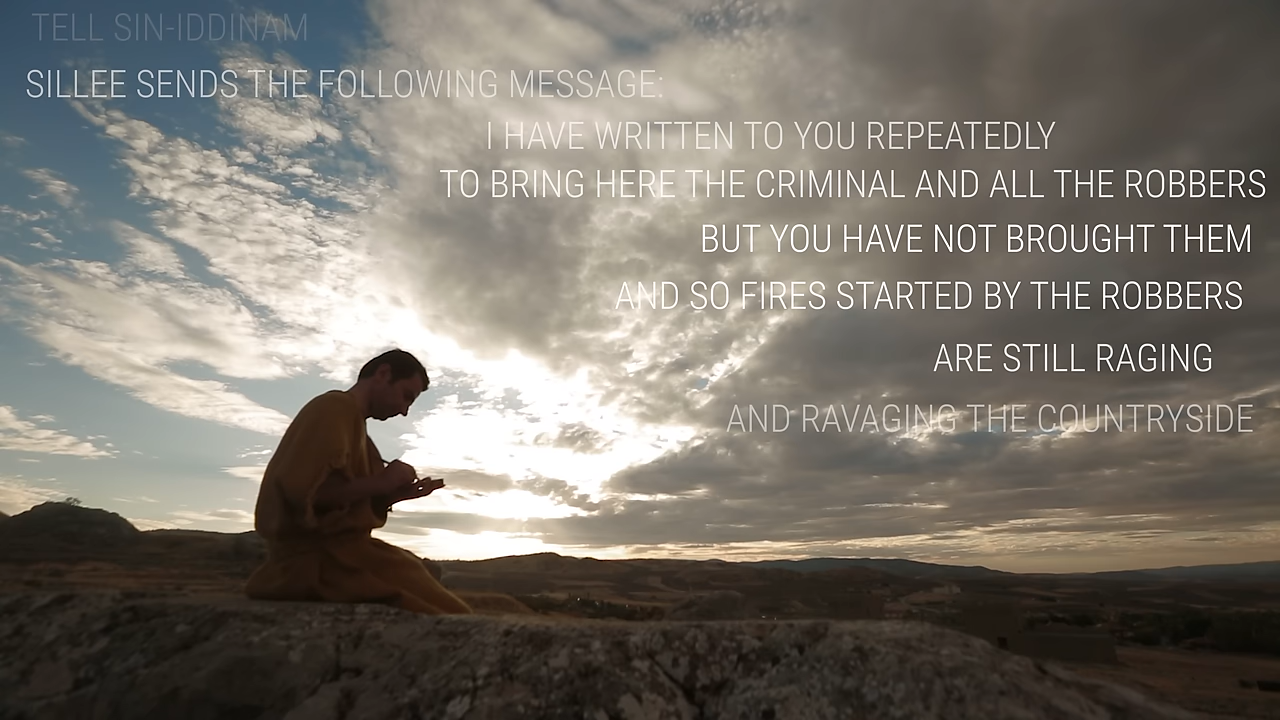 TELL SIN-IDDINAM
SILLEE SENDS THE FOLLOWING MESSAGE:
I HAVE WRITTEN TO YOU REPEATEDLY
TO BRING HERE THE CRIMINAL AND ALL THE ROBBERS
BUT YOU HAVE NOT BROUGHT THEM
AND SO FIRES STARTED BY THE ROBBERS
ARE STILL RAGING
AND RAVAGING THE COUNTRYSIDE